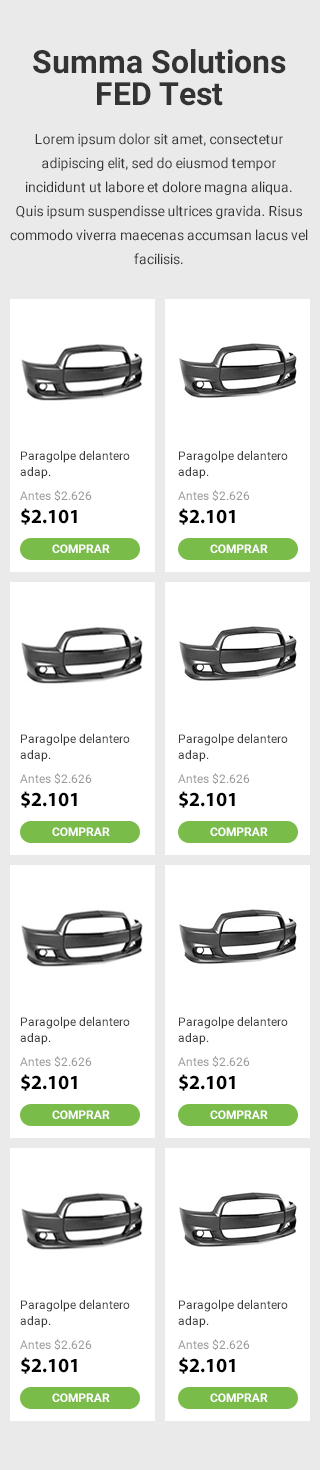 Summa Solutions
FED Test
Lorem ipsum dolor sit amet, consectetur
adipiscing elit, sed do eiusmod tempor
incididunt ut labore et dolore magna aliqua.
Quis ipsum suspendisse ultrices gravida. Risus
commodo viverra maecenas accumsan lacus vel
facilisis.
Paragolpe delantero
adap.
Antes $2.626
$2.101
COMPRAR
Paragolpe delantero
adap.
Antes $2.626
$2.101
COMPRAR
Paragolpe delantero
adap.
Antes $2.626
$2.101
COMPRAR
Paragolpe delantero
adap.
Antes $2.626
$2.101
COMPRAR
Paragolpe delantero
adap.
Antes $2.626
$2.101
COMPRAR
Paragolpe delantero
adap.
Antes $2.626
$2.101
COMPRAR
Paragolpe delantero
adap.
Antes $2.626
$2.101
COMPRAR
Paragolpe delantero
adap.
Antes $2.626
$2.101
COMPRAR